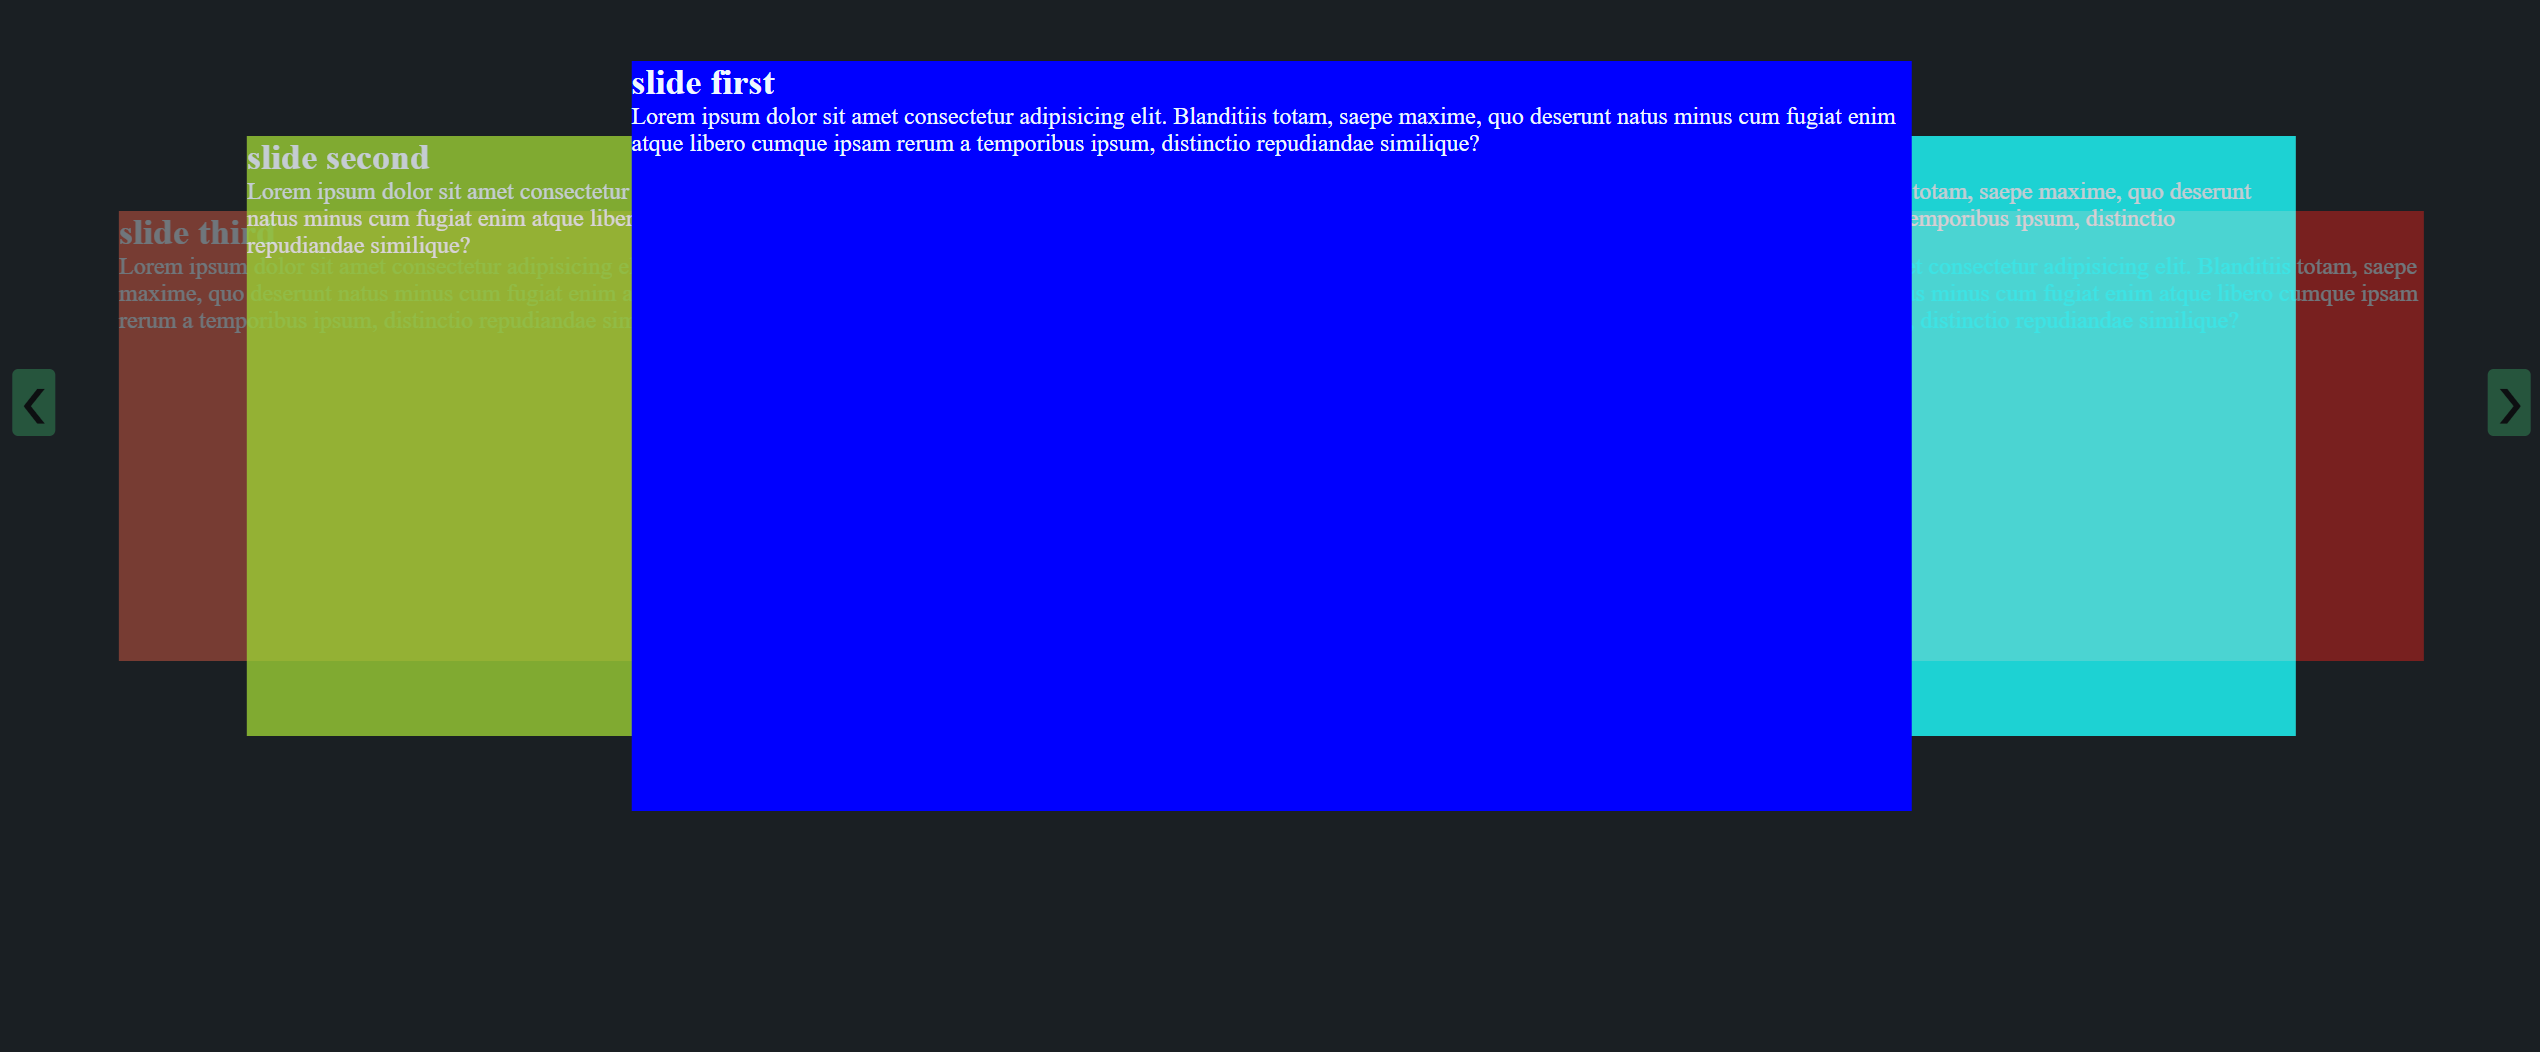 slide first
Lorem ipsum dolor sit amet consectetur adipisicing elit. Blanditiis totam, saepe maxime, quo deserunt natus minus cum fugiat enim
atque libero cumque ipsam rerum a temporibus ipsum, distinctio repudiandae similique?
slide second
Lorem ipsum dolor sit amet consectetur
natus minus cum fugiat enim atque liber
repudiandae similique?
slide third
Lorem ipsum dolor sit amet consectetur adipisicing e
maxime, quo deserunt natus minus cum fugiat enim a
rerum a temporibus ipsum, distinctio repudiandae sim
totam, saepe maxime, quo deserunt
emporibus ipsum, distinctio
consectetur adipisicing elit. Blanditiis totam, saepe
s minus cum fugiat enim atque libero cumque ipsam
distinctio repudiandae similique?